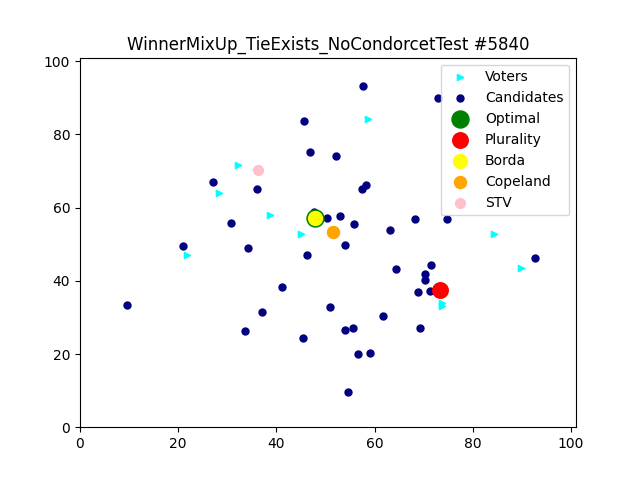 WinnerMixUp_TieExists_NoCondorcetTest #5840
100
80
60
40
20
0
0 20 40 60 80 100
Voters
Candidates
Optimal
Plurality
Borda
Copeland
STV